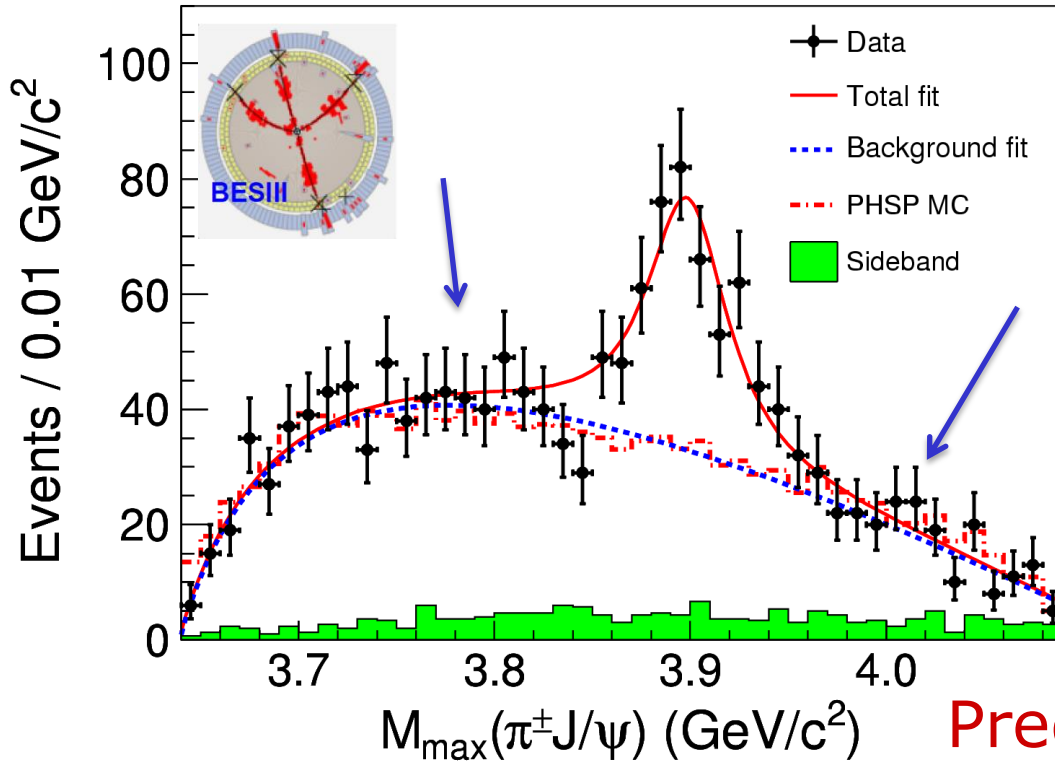 Events / 0.01 GeV/c²
100
80
60
40
20
0
BESIII
Data
Total fit
Background fit
PHSP MC
Sideband
3.7 3.8 3.9 4.0
M_max(π±J/ψ) (GeV/c²)